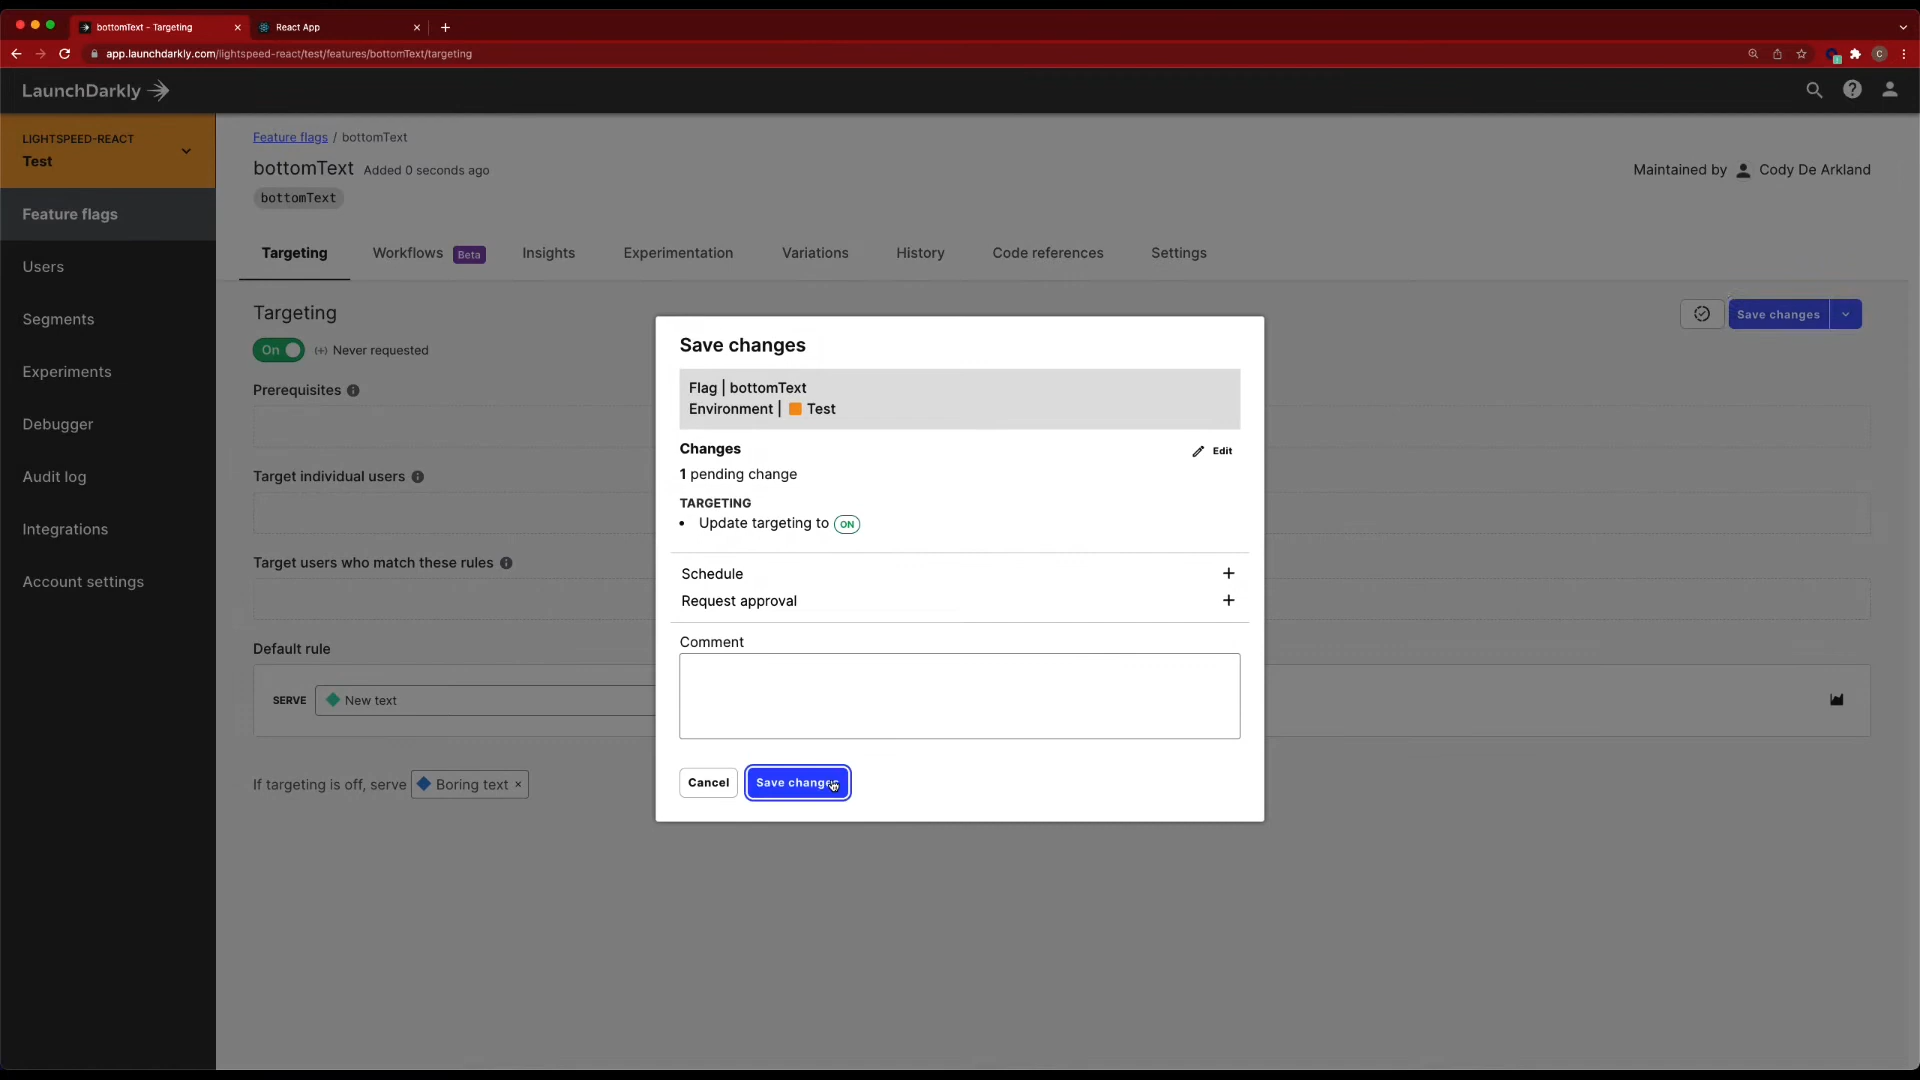 bottomText - Targeting
React App
app.launchdarkly.com/lightspeed-react/test/features/bottomText/targeting
C
LaunchDarkly
LIGHTSPEED-REACT
Test
Feature flags
Users
Segments
Experiments
Debugger
Audit log
Integrations
Account settings
Feature flags / bottomText
bottomText Added 0 seconds ago
bottomText
Maintained by Cody De Arkland
Targeting
Workflows Beta
Insights
Experimentation
Variations
History
Code references
Settings
Targeting
Save changes
On Never requested
Prerequisites
Target individual users
Target users who match these rules
Default rule
SERVE New text
If targeting is off, serve Boring text ×
Save changes
Flag | bottomText
Environment | Test
Changes
Edit
1 pending change
TARGETING
• Update targeting to ON
Schedule
Request approval
Comment
Cancel
Save changes